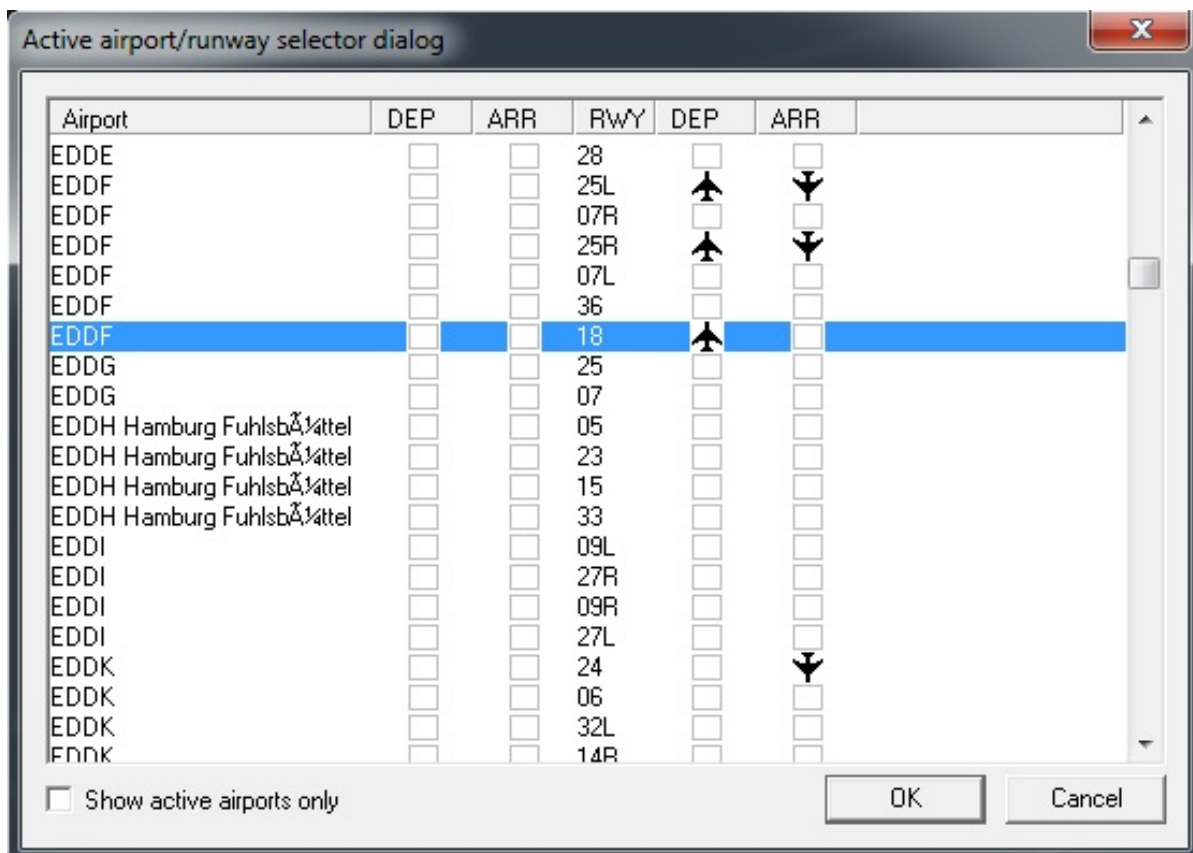 Active airport/runway selector dialog
Airport DEP ARR RWY DEP ARR
EDDE 28
EDDF 25L
EDDF 07R
EDDF 25R
EDDF 07L
EDDF 36
EDDF 18
EDDG 25
EDDG 07
EDDH Hamburg FuhlsbÃ¼ttel 05
EDDH Hamburg FuhlsbÃ¼ttel 23
EDDH Hamburg FuhlsbÃ¼ttel 15
EDDH Hamburg FuhlsbÃ¼ttel 33
EDDI 09L
EDDI 27R
EDDI 09R
EDDI 27L
EDDK 24
EDDK 06
EDDK 32L
EDDK 14R
Show active airports only OK Cancel